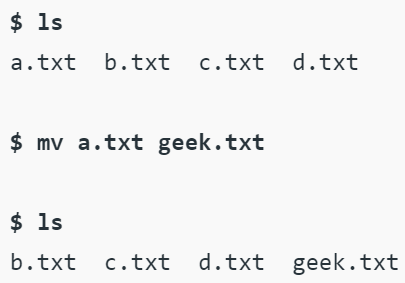 $ ls
a.txt  b.txt  c.txt  d.txt
$ mv a.txt geek.txt
$ ls
b.txt  c.txt  d.txt  geek.txt